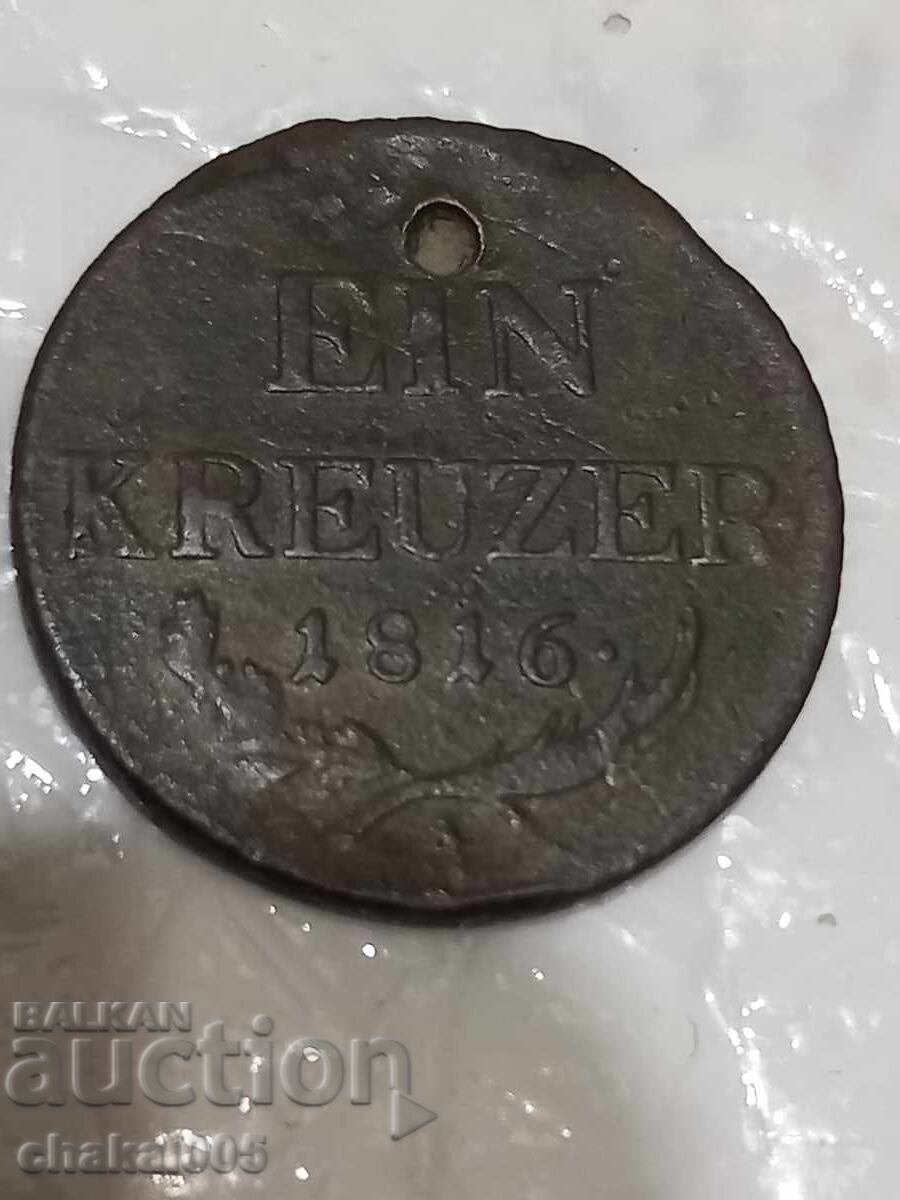 EIN
KREUZER
1816.
BALKAN
auction
chakal005